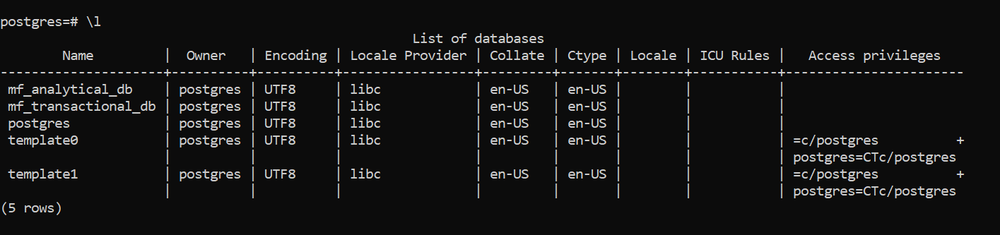 postgres=# \l
                                                     List of databases
        Name         |  Owner   | Encoding | Locale Provider | Collate | Ctype | Locale | ICU Rules |   Access privileges
---------------------+----------+----------+-----------------+---------+-------+--------+-----------+-----------------------
 mf_analytical_db    | postgres | UTF8     | libc            | en-US   | en-US |        |           |
 mf_transactional_db | postgres | UTF8     | libc            | en-US   | en-US |        |           |
 postgres            | postgres | UTF8     | libc            | en-US   | en-US |        |           |
 template0           | postgres | UTF8     | libc            | en-US   | en-US |        |           | =c/postgres          +
                     |          |          |                 |         |       |        |           | postgres=CTc/postgres
 template1           | postgres | UTF8     | libc            | en-US   | en-US |        |           | =c/postgres          +
                     |          |          |                 |         |       |        |           | postgres=CTc/postgres
(5 rows)